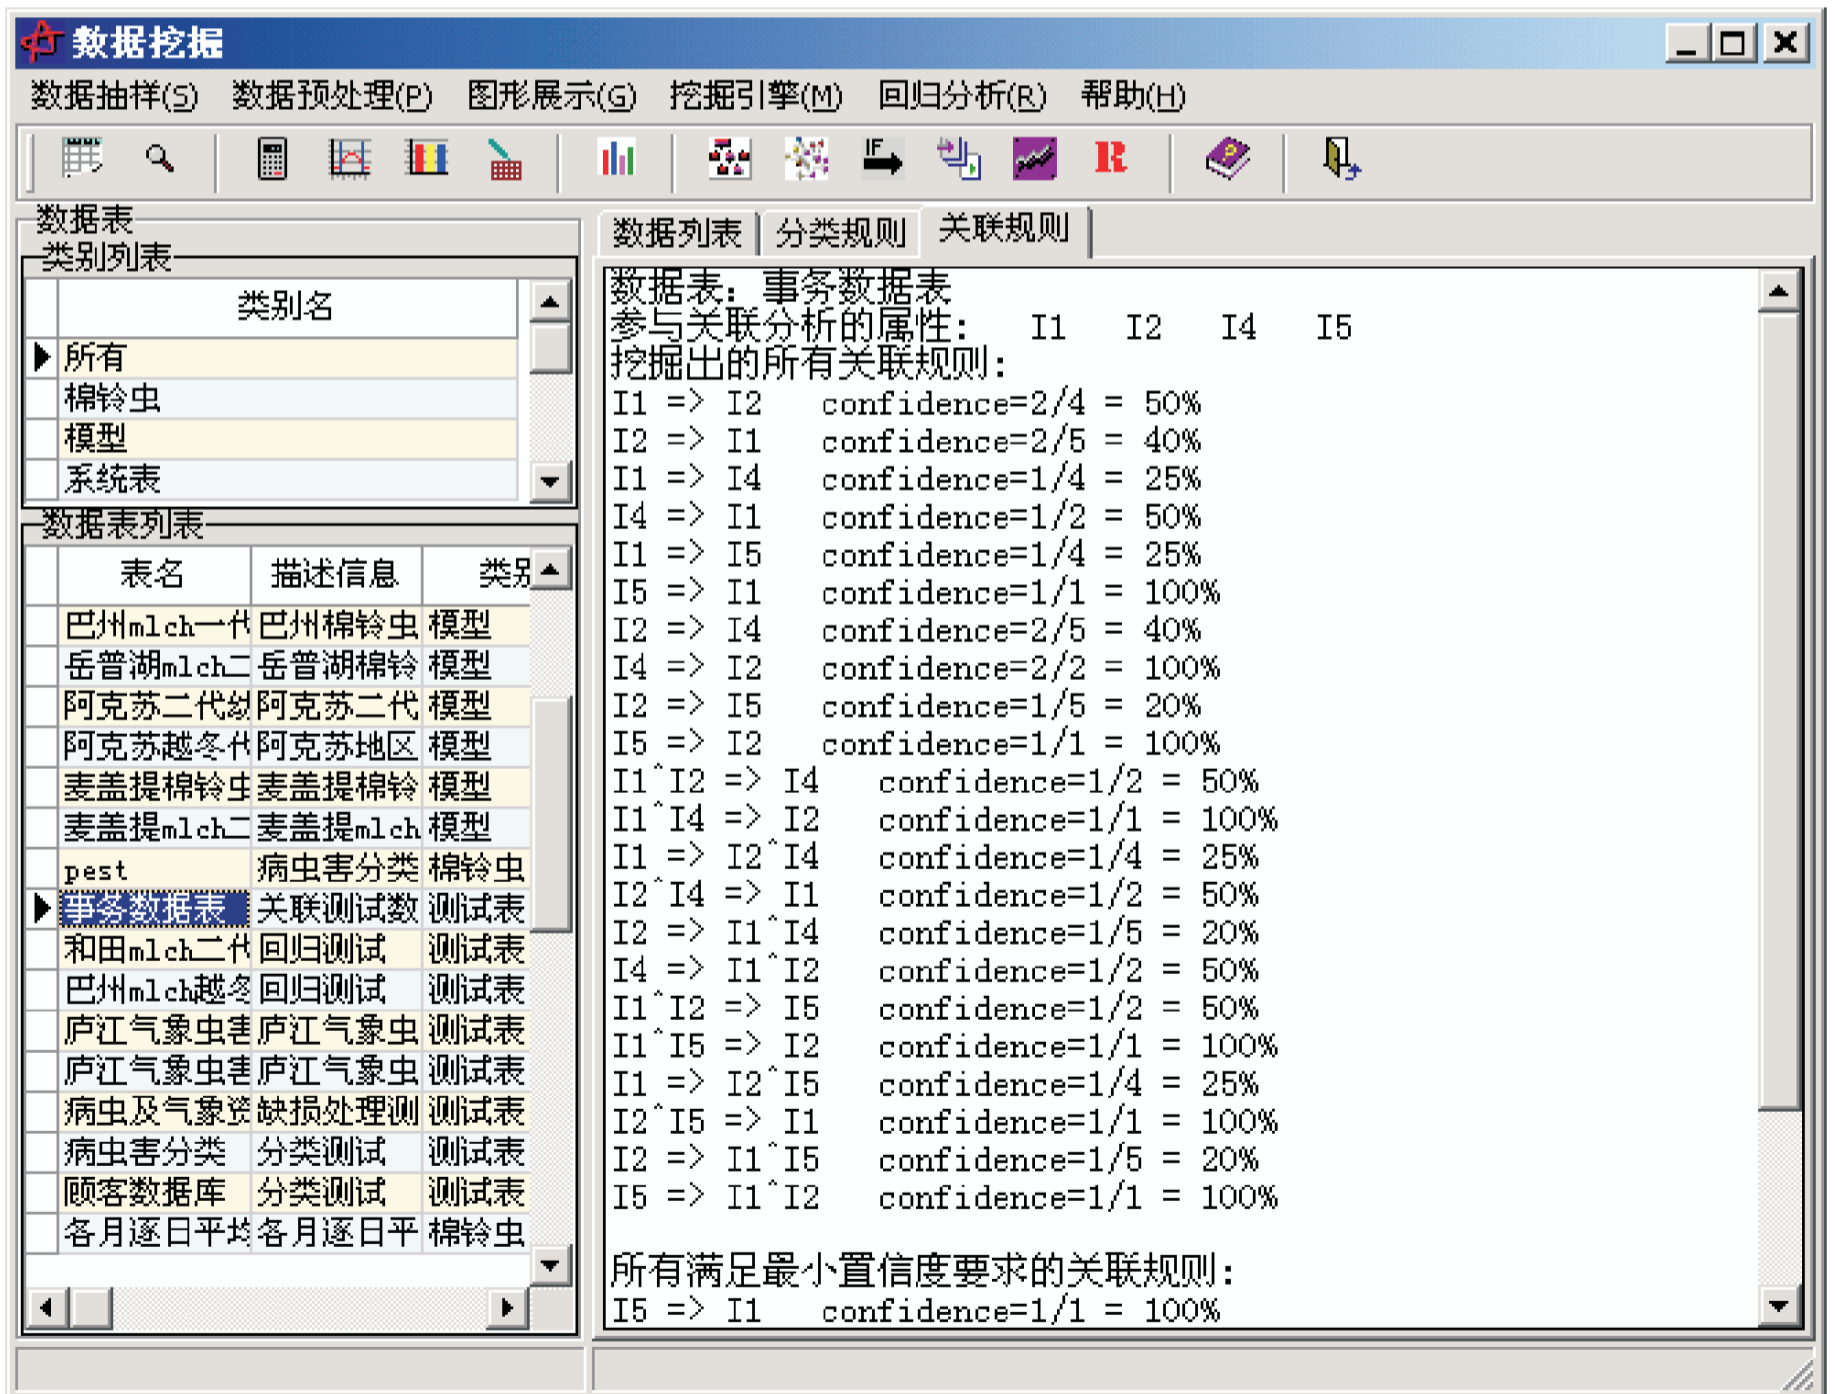 数据挖掘
数据抽样(S) 数据预处理(P) 图形展示(G) 挖掘引擎(M) 回归分析(R) 帮助(H)
IF
R
数据表
类别列表
类别名
所有
棉铃虫
模型
系统表
数据表列表
表名 描述信息 类别
巴州mlch一代 巴州棉铃虫 模型
岳普湖mlch二 岳普湖棉铃 模型
阿克苏二代幼 阿克苏二代 模型
阿克苏越冬代 阿克苏地区 模型
麦盖提棉铃虫 麦盖提棉铃 模型
麦盖提mlch二 麦盖提mlch 模型
pest 病虫害分类 棉铃虫
事务数据表 关联测试数 测试表
和田mlch二代 回归测试 测试表
巴州mlch越冬 回归测试 测试表
庐江气象虫害 庐江气象虫 测试表
庐江气象虫害 庐江气象虫 测试表
病虫及气象资 缺损处理测 测试表
病虫害分类 分类测试 测试表
顾客数据库 分类测试 测试表
各月逐日平均 各月逐日平 棉铃虫
数据列表 分类规则 关联规则
数据表：事务数据表
参与关联分析的属性： I1 I2 I4 I5
挖掘出的所有关联规则：
I1 => I2 confidence=2/4 = 50%
I2 => I1 confidence=2/5 = 40%
I1 => I4 confidence=1/4 = 25%
I4 => I1 confidence=1/2 = 50%
I1 => I5 confidence=1/4 = 25%
I5 => I1 confidence=1/1 = 100%
I2 => I4 confidence=2/5 = 40%
I4 => I2 confidence=2/2 = 100%
I2 => I5 confidence=1/5 = 20%
I5 => I2 confidence=1/1 = 100%
I1^I2 => I4 confidence=1/2 = 50%
I1^I4 => I2 confidence=1/1 = 100%
I1 => I2^I4 confidence=1/4 = 25%
I2^I4 => I1 confidence=1/2 = 50%
I2 => I1^I4 confidence=1/5 = 20%
I4 => I1^I2 confidence=1/2 = 50%
I1^I2 => I5 confidence=1/2 = 50%
I1^I5 => I2 confidence=1/1 = 100%
I1 => I2^I5 confidence=1/4 = 25%
I2^I5 => I1 confidence=1/1 = 100%
I2 => I1^I5 confidence=1/5 = 20%
I5 => I1^I2 confidence=1/1 = 100%
所有满足最小置信度要求的关联规则：
I5 => I1 confidence=1/1 = 100%